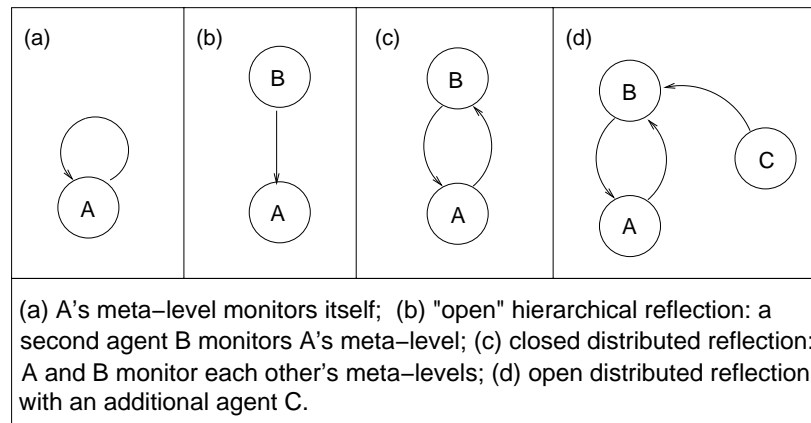 (a)
(b)
(c)
(d)
A
B
A
B
A
B
A
C
(a) A's meta−level monitors itself; (b) "open" hierarchical reflection: a
second agent B monitors A's meta−level; (c) closed distributed reflection:
A and B monitor each other's meta−levels; (d) open distributed reflection
with an additional agent C.